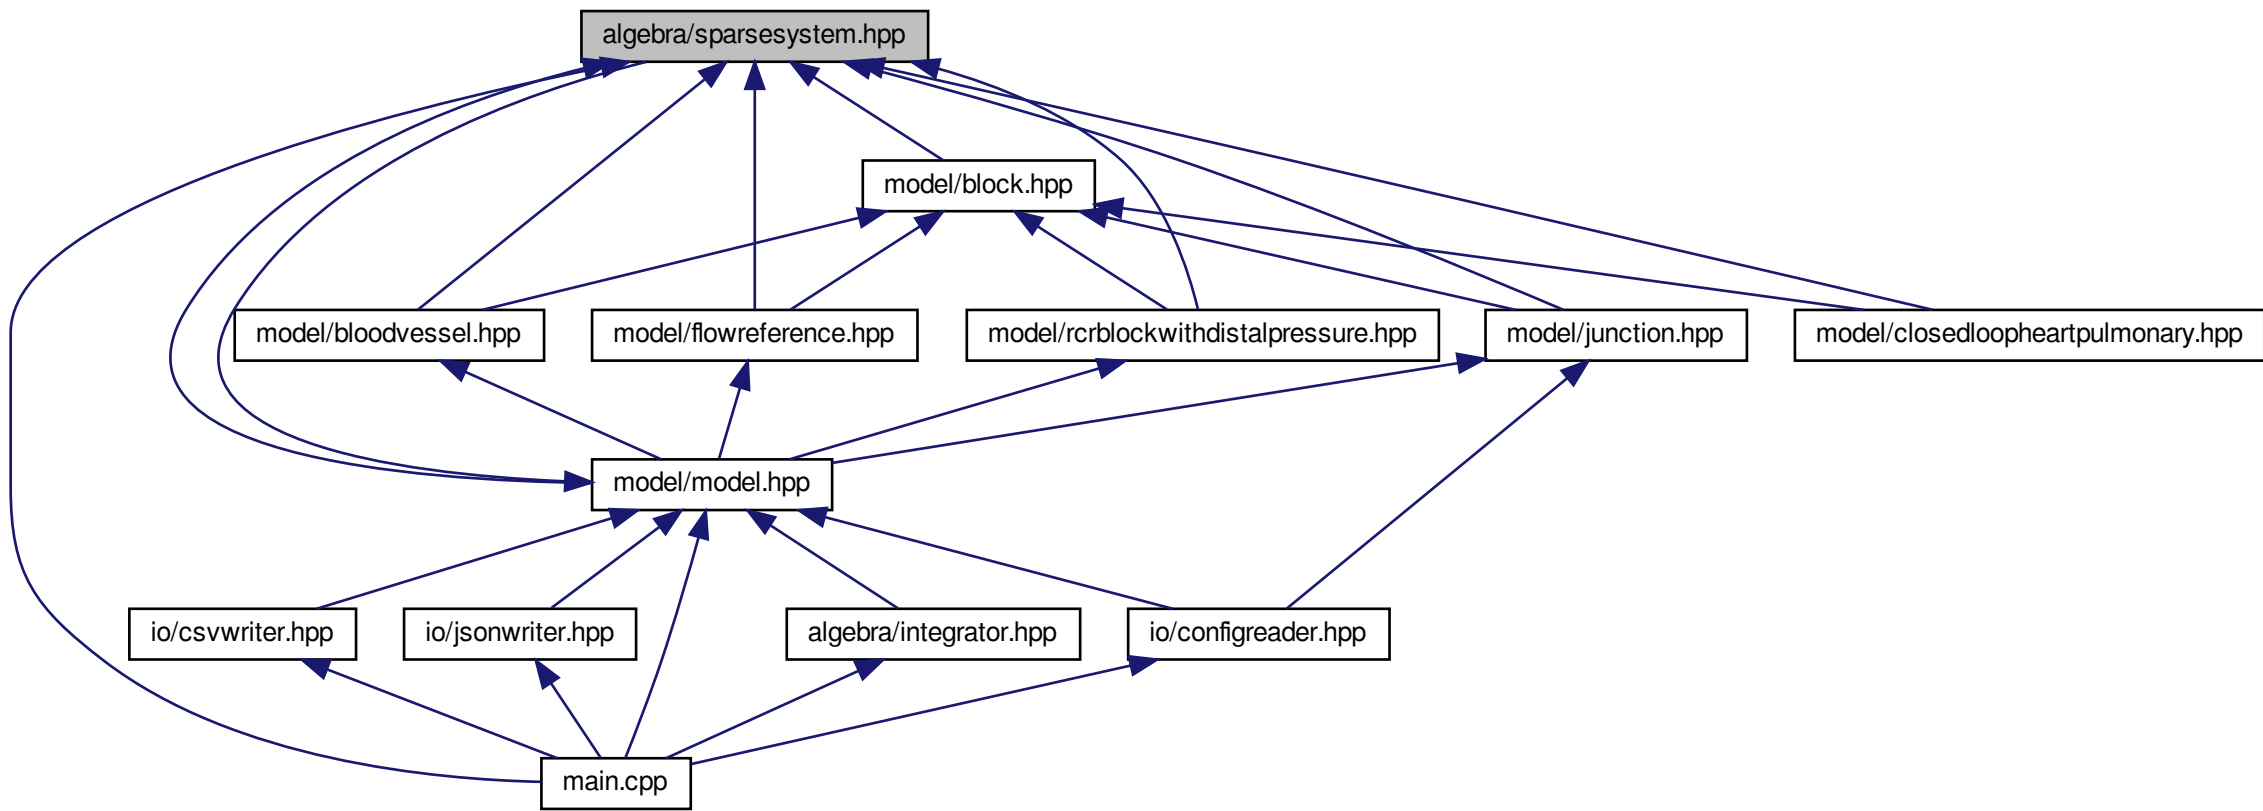 algebra/sparsesystem.hpp
model/block.hpp
model/bloodvessel.hpp
model/flowreference.hpp
model/rcrblockwithdistalpressure.hpp
model/junction.hpp
model/closedloopheartpulmonary.hpp
model/model.hpp
io/csvwriter.hpp
io/jsonwriter.hpp
algebra/integrator.hpp
io/configreader.hpp
main.cpp